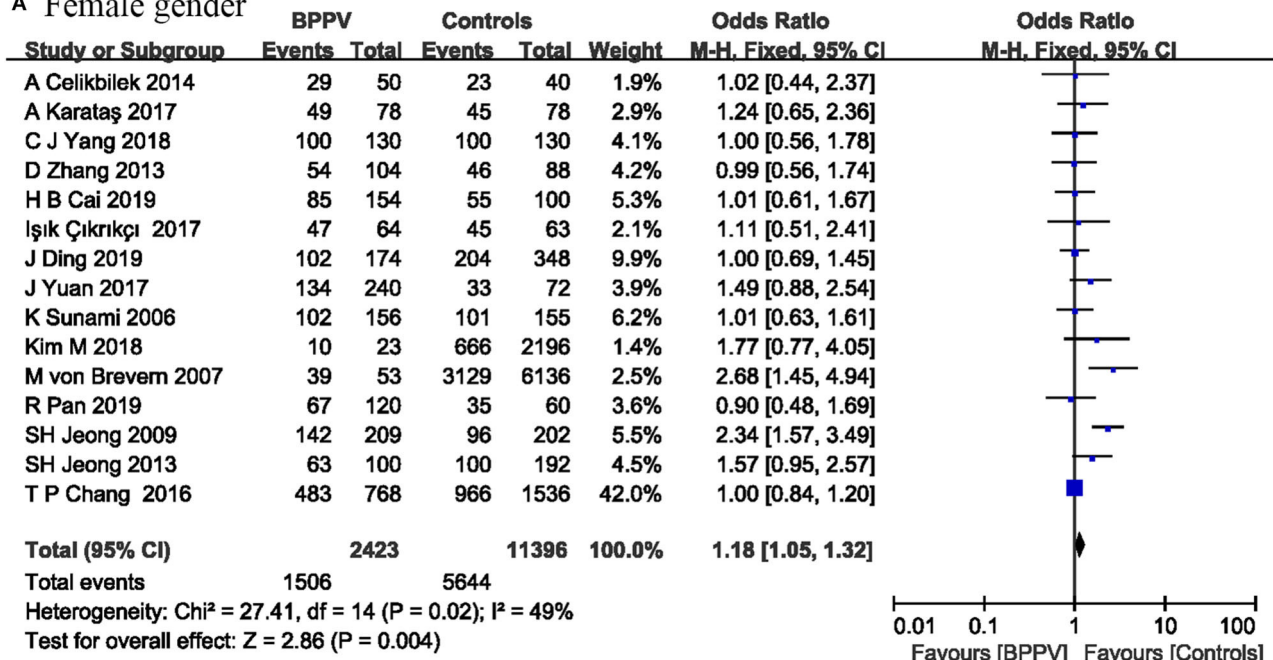 A Female gender
BPPV Controls Odds Ratio Odds Ratio
Study or Subgroup Events Total Events Total Weight M-H, Fixed, 95% CI M-H, Fixed, 95% CI
A Celikbilek 2014 29 50 23 40 1.9% 1.02 [0.44, 2.37]
A Karataş 2017 49 78 45 78 2.9% 1.24 [0.65, 2.36]
C J Yang 2018 100 130 100 130 4.1% 1.00 [0.56, 1.78]
D Zhang 2013 54 104 46 88 4.2% 0.99 [0.56, 1.74]
H B Cai 2019 85 154 55 100 5.3% 1.01 [0.61, 1.67]
Işık Çıkrıkçı 2017 47 64 45 63 2.1% 1.11 [0.51, 2.41]
J Ding 2019 102 174 204 348 9.9% 1.00 [0.69, 1.45]
J Yuan 2017 134 240 33 72 3.9% 1.49 [0.88, 2.54]
K Sunami 2006 102 156 101 155 6.2% 1.01 [0.63, 1.61]
Kim M 2018 10 23 666 2196 1.4% 1.77 [0.77, 4.05]
M von Brevern 2007 39 53 3129 6136 2.5% 2.68 [1.45, 4.94]
R Pan 2019 67 120 35 60 3.6% 0.90 [0.48, 1.69]
SH Jeong 2009 142 209 96 202 5.5% 2.34 [1.57, 3.49]
SH Jeong 2013 63 100 100 192 4.5% 1.57 [0.95, 2.57]
T P Chang 2016 483 768 966 1536 42.0% 1.00 [0.84, 1.20]
Total (95% CI) 2423 11396 100.0% 1.18 [1.05, 1.32]
Total events 1506 5644
Heterogeneity: Chi² = 27.41, df = 14 (P = 0.02); I² = 49%
Test for overall effect: Z = 2.86 (P = 0.004)
0.01 0.1 1 10 100
Favours [BPPV] Favours [Controls]